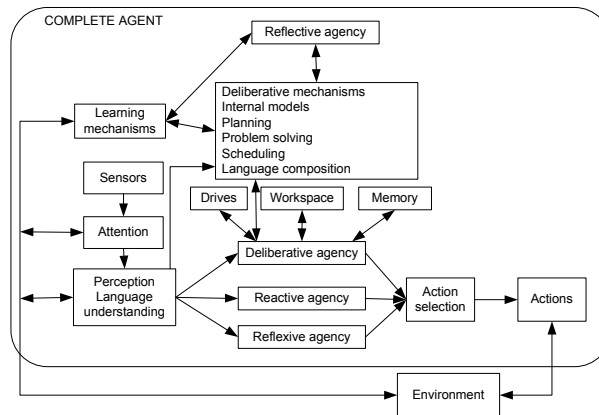 COMPLETE AGENT
Reflective agency
Deliberative mechanisms
Internal models
Planning
Problem solving
Scheduling
Language composition
Learning
mechanisms
Sensors
Drives
Workspace
Memory
Attention
Deliberative agency
Perception
Language
understanding
Reactive agency
Action
selection
Actions
Reflexive agency
Environment